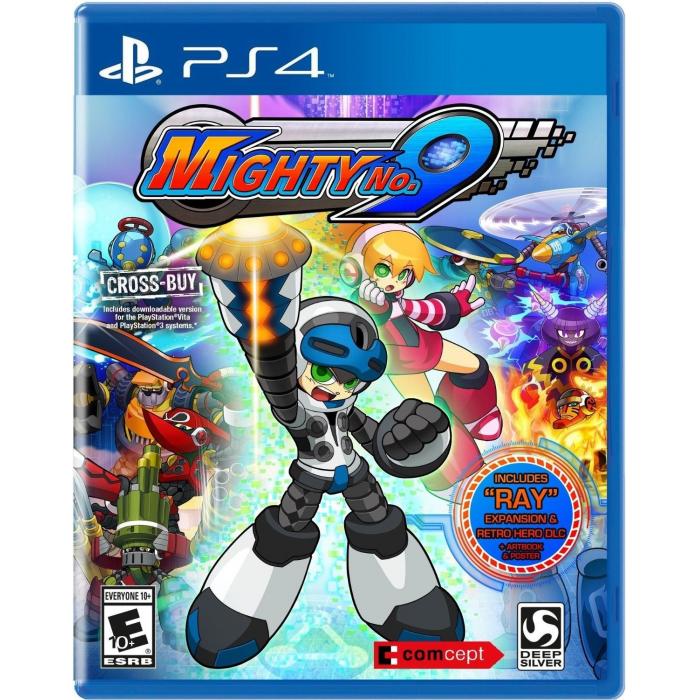 PS4
MIGHTY No. 9
CROSS-BUY
Includes downloadable version
for the PlayStation®Vita
and PlayStation®3 systems.*
INCLUDES
"RAY"
EXPANSION &
RETRO HERO DLC
+ ARTBOOK
& POSTER
EVERYONE 10+
E
10+
ESRB
comcept
DEEP
SILVER